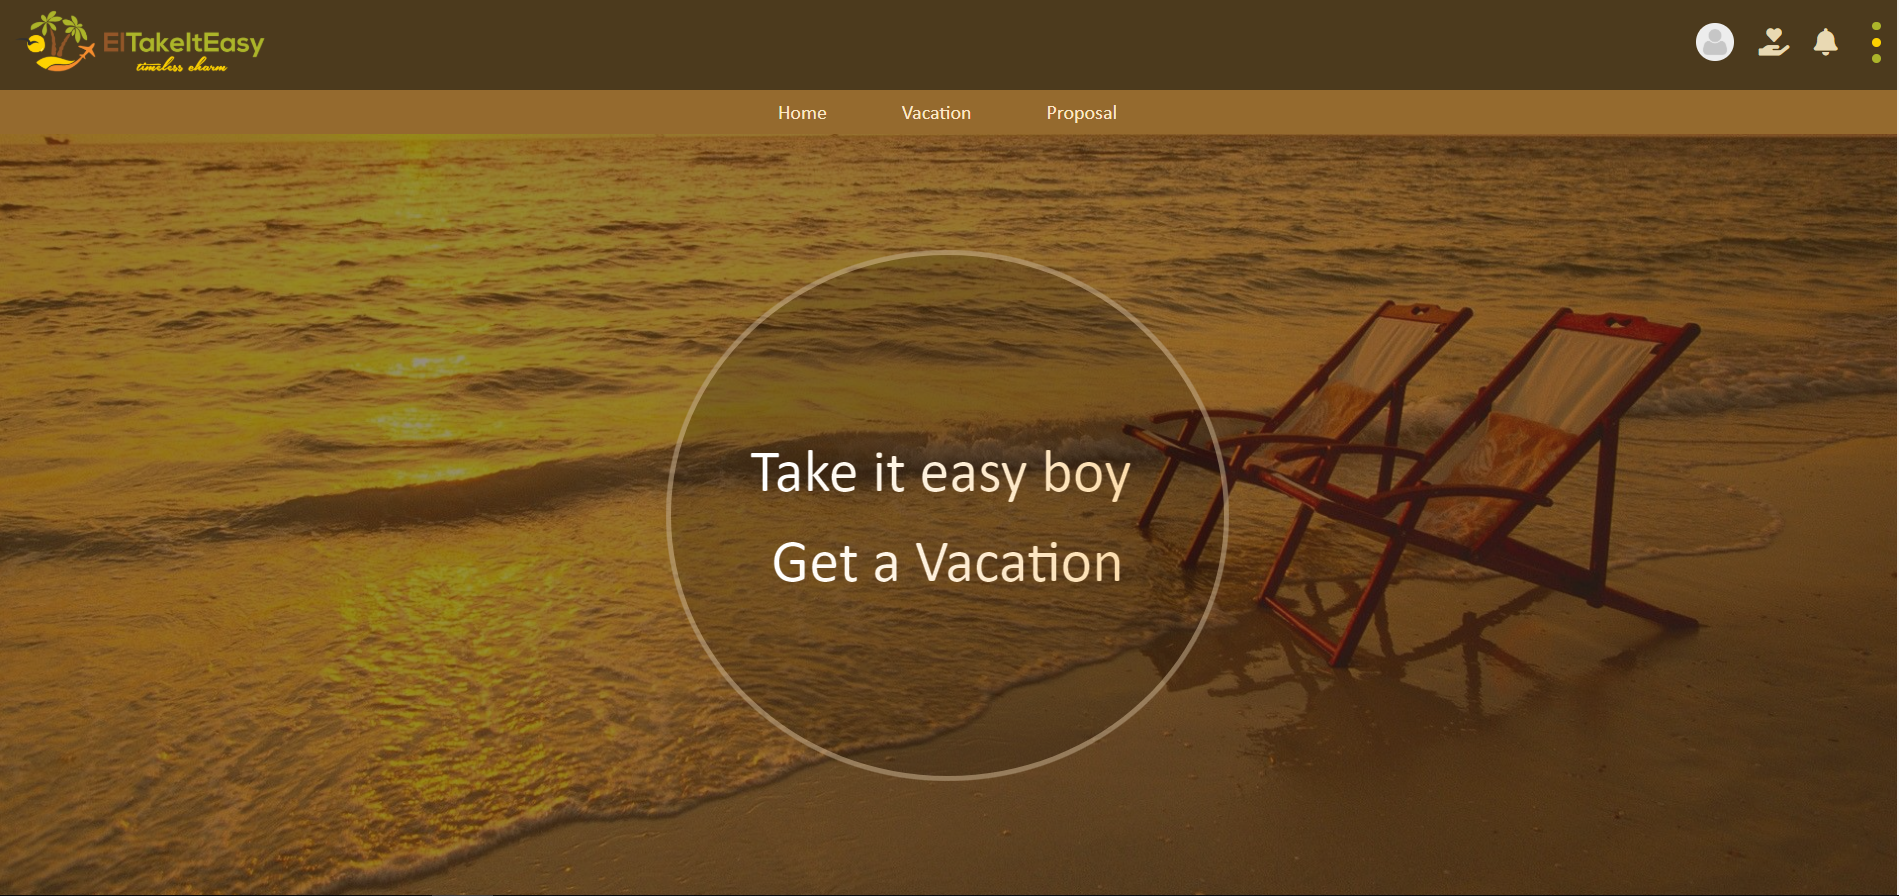 ElTakeItEasy
timeless charm
Home
Vacation
Proposal
Take it easy boy
Get a Vacation